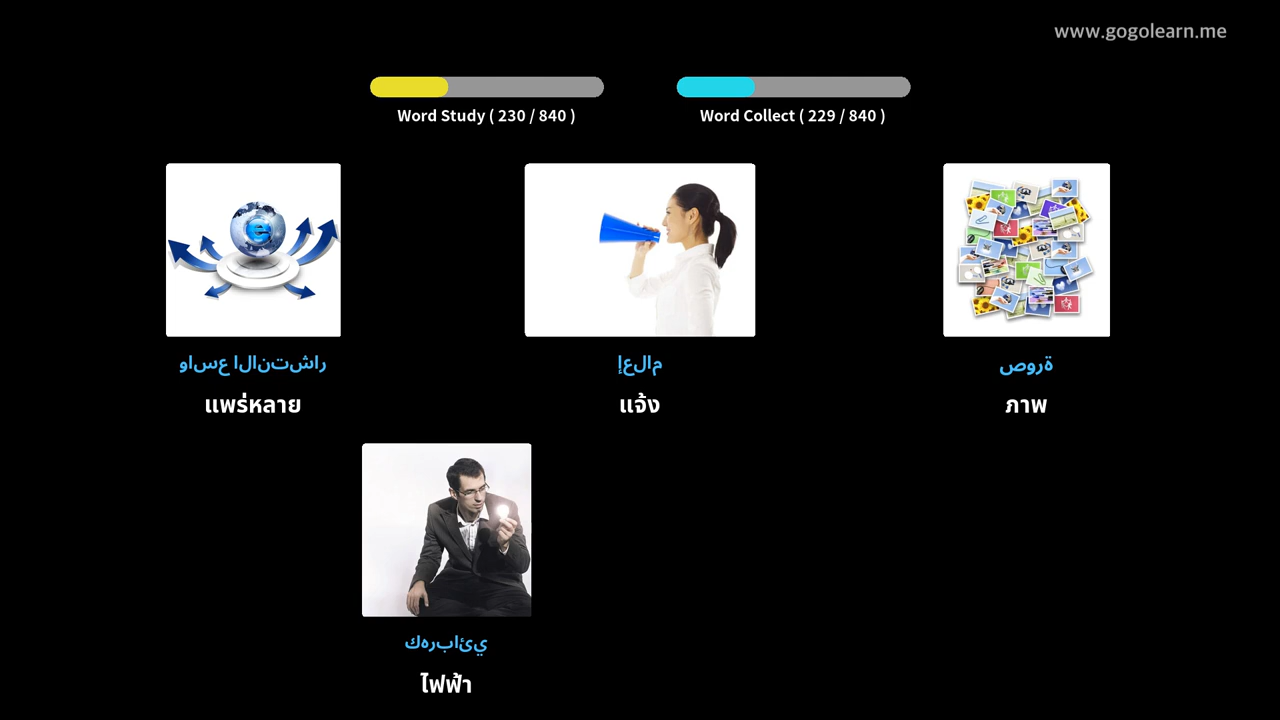 www.gogolearn.me
Word Study ( 230 / 840 )
Word Collect ( 229 / 840 )
واسع الانتشار
แพร่หลาย
إعلام
แจ้ง
صورة
ภาพ
كهربائي
ไฟฟ้า